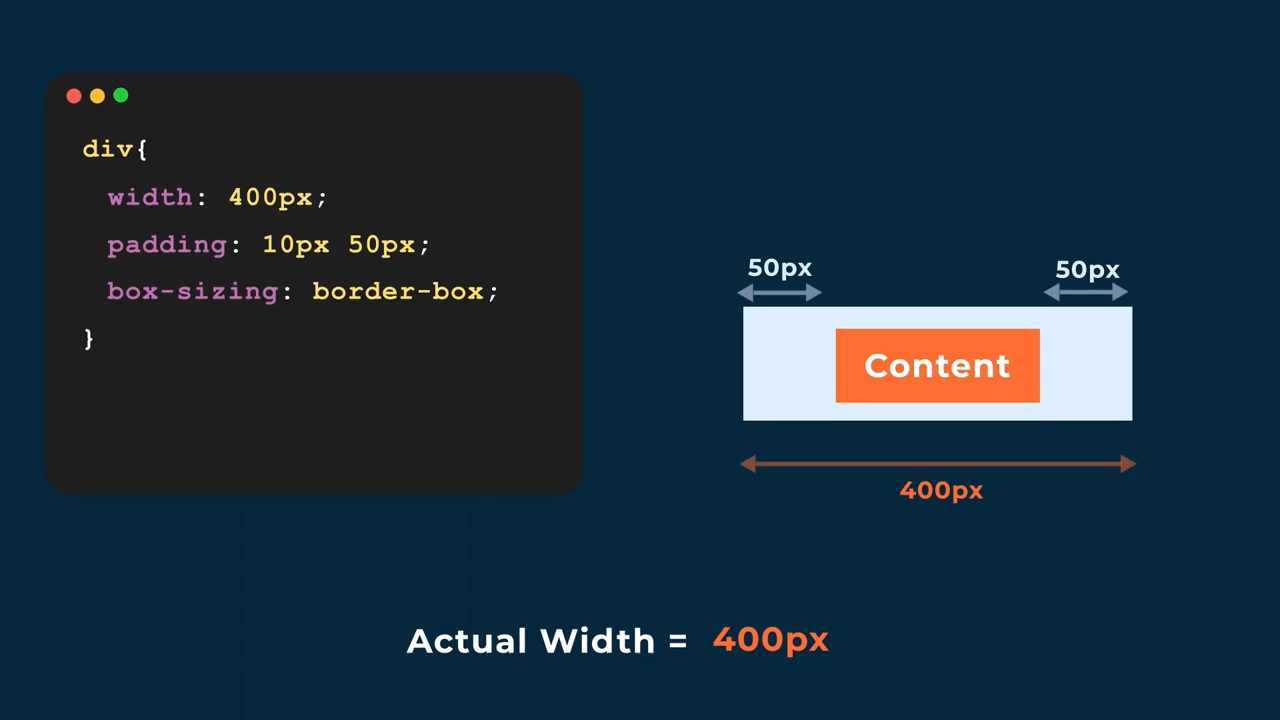 div{
width: 400px;
padding: 10px 50px;
box-sizing: border-box;
}
50px
50px
Content
400px
Actual Width = 400px